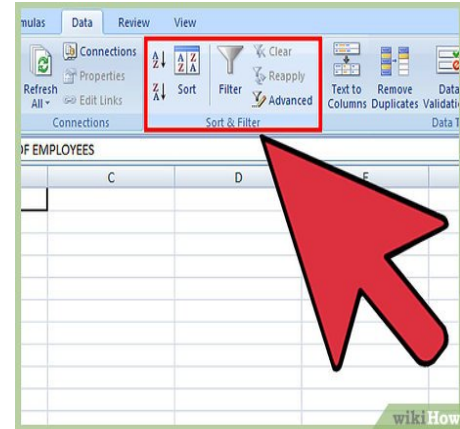 mulas Data Review View
Connections
Properties
Edit Links
Refresh
All
Connections
A
Z
Z
A
A Z
Z A
Sort
Filter
Clear
Reapply
Advanced
Sort & Filter
Text to
Columns
Remove
Duplicates
Data
Validati
Data T
OF EMPLOYEES
C D E
wikiHow